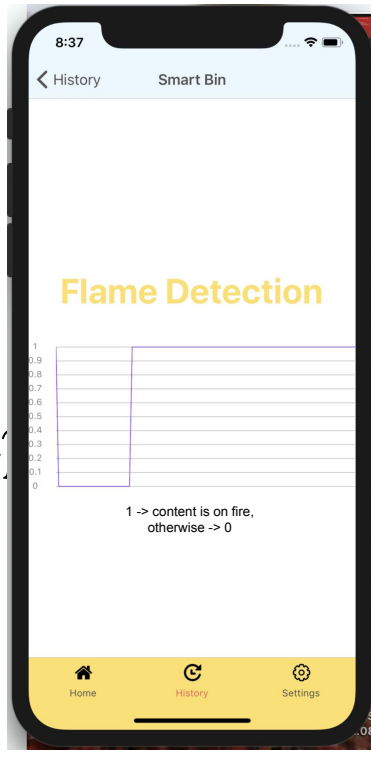 8:37
History
Smart Bin
Flame Detection
1
0.9
0.8
0.7
0.6
0.5
0.4
0.3
0.2
0.1
0
1 -> content is on fire,
otherwise -> 0
Home
History
Settings